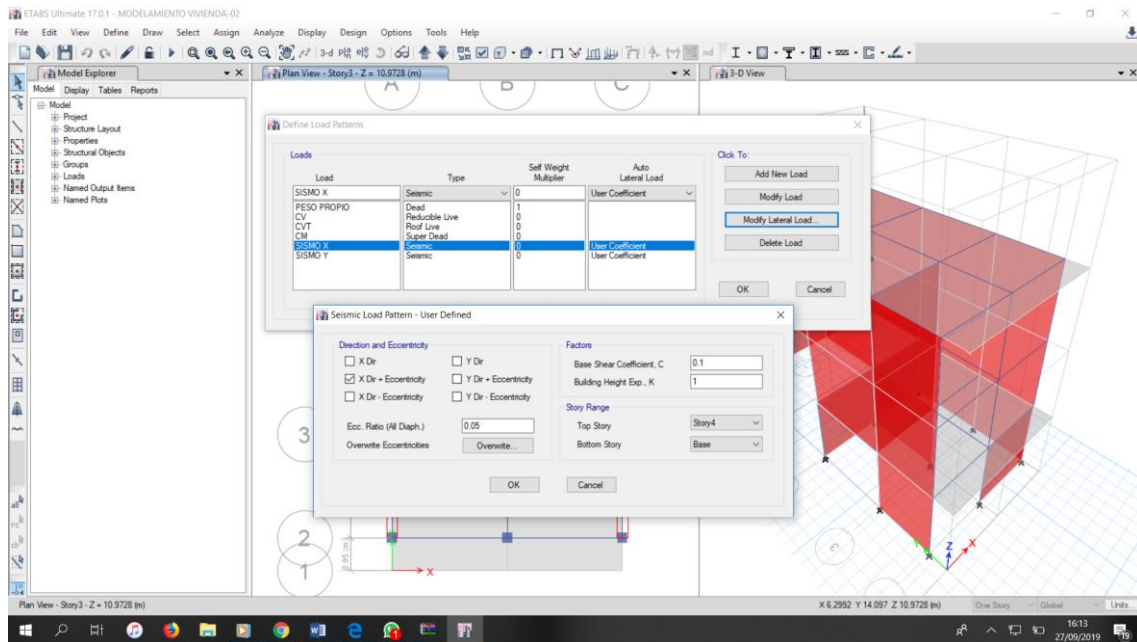 ETABS Ultimate 17.0.1 - MODELAMIENTO VIVIENDA-02
File Edit View Define Draw Select Assign Analyze Display Design Options Tools Help
3-d
nd
Model Explorer
Plan View - Story3 - Z = 10.9728 (m)
3-D View
Model Display Tables Reports
Model
Project
Structure Layout
Properties
Structural Objects
Groups
Loads
Named Output Items
Named Plots
A
C
3
2
1
0.95 (m)
X
Define Load Patterns
Loads
Click To:
Load Type Self Weight Multiplier Auto Lateral Load
SISMO X Seismic 0 User Coefficient
PESO PROPIO Dead 1
CV Reducible Live 0
CVT Roof Live 0
CM Super Dead 0
SISMO X Seismic 0 User Coefficient
SISMO Y Seismic 0 User Coefficient
Add New Load
Modify Load
Modify Lateral Load...
Delete Load
OK Cancel
Seismic Load Pattern - User Defined
Direction and Eccentricity
X Dir Y Dir
X Dir + Eccentricity Y Dir + Eccentricity
X Dir - Eccentricity Y Dir - Eccentricity
Ecc. Ratio (All Diaph.) 0.05
Overwrite Eccentricities Overwrite...
Factors
Base Shear Coefficient, C 0.1
Building Height Exp., K 1
Story Range
Top Story Story4
Bottom Story Base
OK Cancel
Z
X
Plan View - Story3 - Z = 10.9728 (m)
X 6.2992 Y 14.097 Z 10.9728 (m)
One Story Global Units...
16:13
27/09/2019